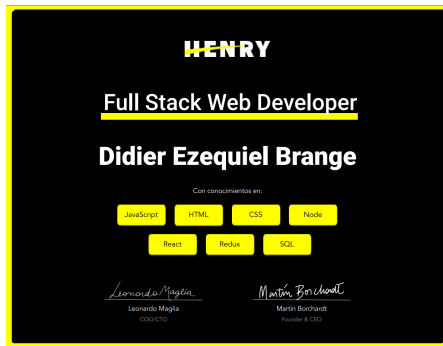 HENRY
Full Stack Web Developer
Didier Ezequiel Brange
Con conocimientos en:
JavaScript HTML CSS Node
React Redux SQL
Leonardo Maglia Martín Borchardt
Leonardo Maglia Martin Borchardt
COO/CTO Founder & CEO